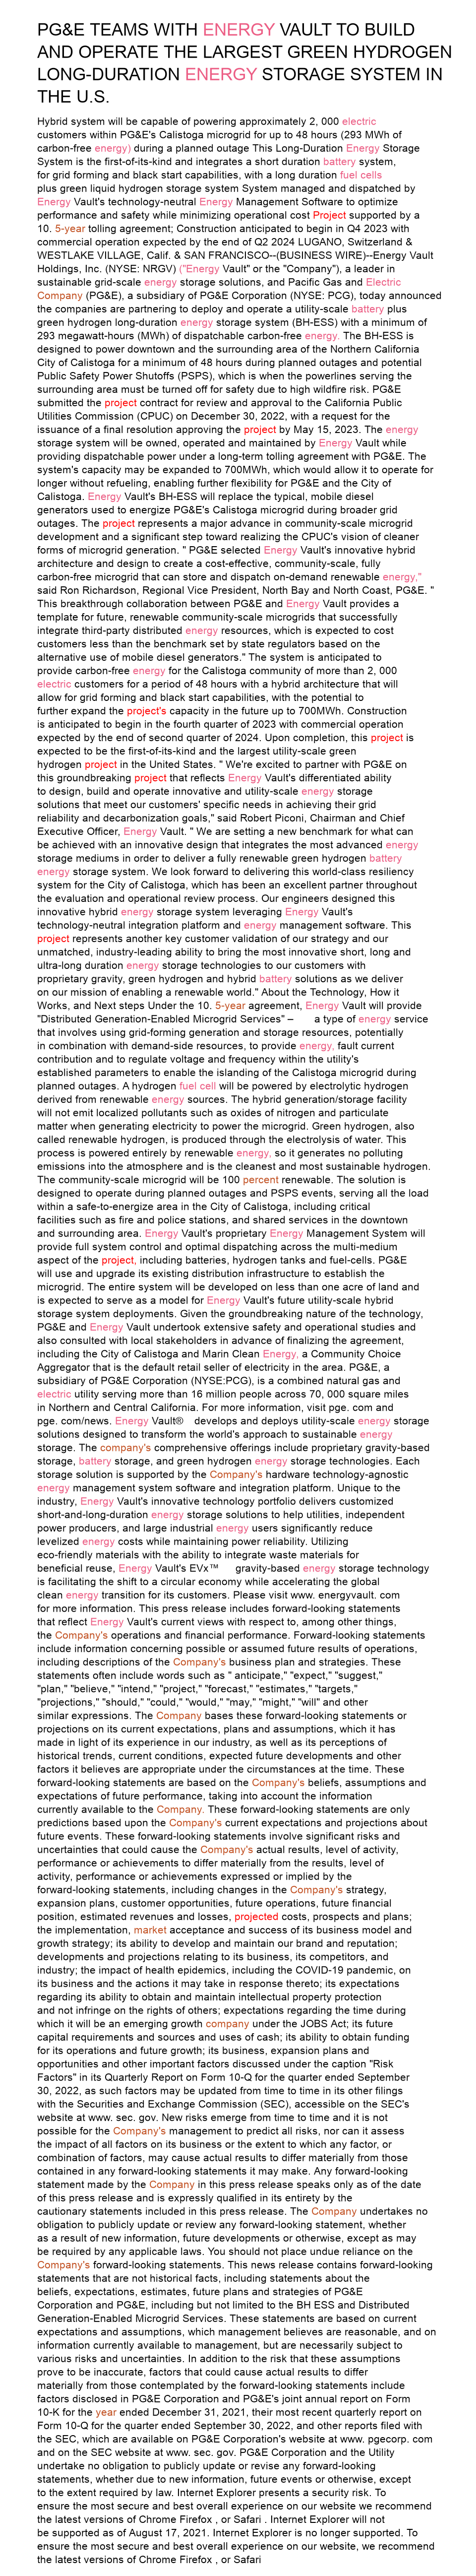 PG&E TEAMS WITH ENERGY VAULT TO BUILD
AND OPERATE THE LARGEST GREEN HYDROGEN
LONG-DURATION ENERGY STORAGE SYSTEM IN
THE U.S.
Hybrid system will be capable of powering approximately 2, 000 electric
customers within PG&E's Calistoga microgrid for up to 48 hours (293 MWh of
carbon-free energy) during a planned outage This Long-Duration Energy Storage
System is the first-of-its-kind and integrates a short duration battery system,
for grid forming and black start capabilities, with a long duration fuel cells
plus green liquid hydrogen storage system System managed and dispatched by
Energy Vault's technology-neutral Energy Management Software to optimize
performance and safety while minimizing operational cost Project supported by a
10. 5-year tolling agreement; Construction anticipated to begin in Q4 2023 with
commercial operation expected by the end of Q2 2024 LUGANO, Switzerland &
WESTLAKE VILLAGE, Calif. & SAN FRANCISCO--(BUSINESS WIRE)--Energy Vault
Holdings, Inc. (NYSE: NRGV) ("Energy Vault" or the "Company"), a leader in
sustainable grid-scale energy storage solutions, and Pacific Gas and Electric
Company (PG&E), a subsidiary of PG&E Corporation (NYSE: PCG), today announced
the companies are partnering to deploy and operate a utility-scale battery plus
green hydrogen long-duration energy storage system (BH-ESS) with a minimum of
293 megawatt-hours (MWh) of dispatchable carbon-free energy. The BH-ESS is
designed to power downtown and the surrounding area of the Northern California
City of Calistoga for a minimum of 48 hours during planned outages and potential
Public Safety Power Shutoffs (PSPS), which is when the powerlines serving the
surrounding area must be turned off for safety due to high wildfire risk. PG&E
submitted the project contract for review and approval to the California Public
Utilities Commission (CPUC) on December 30, 2022, with a request for the
issuance of a final resolution approving the project by May 15, 2023. The energy
storage system will be owned, operated and maintained by Energy Vault while
providing dispatchable power under a long-term tolling agreement with PG&E. The
system's capacity may be expanded to 700MWh, which would allow it to operate for
longer without refueling, enabling further flexibility for PG&E and the City of
Calistoga. Energy Vault's BH-ESS will replace the typical, mobile diesel
generators used to energize PG&E's Calistoga microgrid during broader grid
outages. The project represents a major advance in community-scale microgrid
development and a significant step toward realizing the CPUC's vision of cleaner
forms of microgrid generation. " PG&E selected Energy Vault's innovative hybrid
architecture and design to create a cost-effective, community-scale, fully
carbon-free microgrid that can store and dispatch on-demand renewable energy,"
said Ron Richardson, Regional Vice President, North Bay and North Coast, PG&E. "
This breakthrough collaboration between PG&E and Energy Vault provides a
template for future, renewable community-scale microgrids that successfully
integrate third-party distributed energy resources, which is expected to cost
customers less than the benchmark set by state regulators based on the
alternative use of mobile diesel generators." The system is anticipated to
provide carbon-free energy for the Calistoga community of more than 2, 000
electric customers for a period of 48 hours with a hybrid architecture that will
allow for grid forming and black start capabilities, with the potential to
further expand the project's capacity in the future up to 700MWh. Construction
is anticipated to begin in the fourth quarter of 2023 with commercial operation
expected by the end of second quarter of 2024. Upon completion, this project is
expected to be the first-of-its-kind and the largest utility-scale green
hydrogen project in the United States. " We're excited to partner with PG&E on
this groundbreaking project that reflects Energy Vault's differentiated ability
to design, build and operate innovative and utility-scale energy storage
solutions that meet our customers' specific needs in achieving their grid
reliability and decarbonization goals," said Robert Piconi, Chairman and Chief
Executive Officer, Energy Vault. " We are setting a new benchmark for what can
be achieved with an innovative design that integrates the most advanced energy
storage mediums in order to deliver a fully renewable green hydrogen battery
energy storage system. We look forward to delivering this world-class resiliency
system for the City of Calistoga, which has been an excellent partner throughout
the evaluation and operational review process. Our engineers designed this
innovative hybrid energy storage system leveraging Energy Vault's
technology-neutral integration platform and energy management software. This
project represents another key customer validation of our strategy and our
unmatched, industry-leading ability to bring the most innovative short, long and
ultra-long duration energy storage technologies to our customers with
proprietary gravity, green hydrogen and hybrid battery solutions as we deliver
on our mission of enabling a renewable world." About the Technology, How it
Works, and Next steps Under the 10. 5-year agreement, Energy Vault will provide
"Distributed Generation-Enabled Microgrid Services" – a type of energy service
that involves using grid-forming generation and storage resources, potentially
in combination with demand-side resources, to provide energy, fault current
contribution and to regulate voltage and frequency within the utility's
established parameters to enable the islanding of the Calistoga microgrid during
planned outages. A hydrogen fuel cell will be powered by electrolytic hydrogen
derived from renewable energy sources. The hybrid generation/storage facility
will not emit localized pollutants such as oxides of nitrogen and particulate
matter when generating electricity to power the microgrid. Green hydrogen, also
called renewable hydrogen, is produced through the electrolysis of water. This
process is powered entirely by renewable energy, so it generates no polluting
emissions into the atmosphere and is the cleanest and most sustainable hydrogen.
The community-scale microgrid will be 100 percent renewable. The solution is
designed to operate during planned outages and PSPS events, serving all the load
within a safe-to-energize area in the City of Calistoga, including critical
facilities such as fire and police stations, and shared services in the downtown
and surrounding area. Energy Vault's proprietary Energy Management System will
provide full system control and optimal dispatching across the multi-medium
aspect of the project, including batteries, hydrogen tanks and fuel-cells. PG&E
will use and upgrade its existing distribution infrastructure to establish the
microgrid. The entire system will be developed on less than one acre of land and
is expected to serve as a model for Energy Vault's future utility-scale hybrid
storage system deployments. Given the groundbreaking nature of the technology,
PG&E and Energy Vault undertook extensive safety and operational studies and
also consulted with local stakeholders in advance of finalizing the agreement,
including the City of Calistoga and Marin Clean Energy, a Community Choice
Aggregator that is the default retail seller of electricity in the area. PG&E, a
subsidiary of PG&E Corporation (NYSE:PCG), is a combined natural gas and
electric utility serving more than 16 million people across 70, 000 square miles
in Northern and Central California. For more information, visit pge. com and
pge. com/news. Energy Vault® develops and deploys utility-scale energy storage
solutions designed to transform the world's approach to sustainable energy
storage. The company's comprehensive offerings include proprietary gravity-based
storage, battery storage, and green hydrogen energy storage technologies. Each
storage solution is supported by the Company's hardware technology-agnostic
energy management system software and integration platform. Unique to the
industry, Energy Vault's innovative technology portfolio delivers customized
short-and-long-duration energy storage solutions to help utilities, independent
power producers, and large industrial energy users significantly reduce
levelized energy costs while maintaining power reliability. Utilizing
eco-friendly materials with the ability to integrate waste materials for
beneficial reuse, Energy Vault's EVx™ gravity-based energy storage technology
is facilitating the shift to a circular economy while accelerating the global
clean energy transition for its customers. Please visit www. energyvault. com
for more information. This press release includes forward-looking statements
that reflect Energy Vault's current views with respect to, among other things,
the Company's operations and financial performance. Forward-looking statements
include information concerning possible or assumed future results of operations,
including descriptions of the Company's business plan and strategies. These
statements often include words such as " anticipate," "expect," "suggest,"
"plan," "believe," "intend," "project," "forecast," "estimates," "targets,"
"projections," "should," "could," "would," "may," "might," "will" and other
similar expressions. The Company bases these forward-looking statements or
projections on its current expectations, plans and assumptions, which it has
made in light of its experience in our industry, as well as its perceptions of
historical trends, current conditions, expected future developments and other
factors it believes are appropriate under the circumstances at the time. These
forward-looking statements are based on the Company's beliefs, assumptions and
expectations of future performance, taking into account the information
currently available to the Company. These forward-looking statements are only
predictions based upon the Company's current expectations and projections about
future events. These forward-looking statements involve significant risks and
uncertainties that could cause the Company's actual results, level of activity,
performance or achievements to differ materially from the results, level of
activity, performance or achievements expressed or implied by the
forward-looking statements, including changes in the Company's strategy,
expansion plans, customer opportunities, future operations, future financial
position, estimated revenues and losses, projected costs, prospects and plans;
the implementation, market acceptance and success of its business model and
growth strategy; its ability to develop and maintain our brand and reputation;
developments and projections relating to its business, its competitors, and
industry; the impact of health epidemics, including the COVID-19 pandemic, on
its business and the actions it may take in response thereto; its expectations
regarding its ability to obtain and maintain intellectual property protection
and not infringe on the rights of others; expectations regarding the time during
which it will be an emerging growth company under the JOBS Act; its future
capital requirements and sources and uses of cash; its ability to obtain funding
for its operations and future growth; its business, expansion plans and
opportunities and other important factors discussed under the caption "Risk
Factors" in its Quarterly Report on Form 10-Q for the quarter ended September
30, 2022, as such factors may be updated from time to time in its other filings
with the Securities and Exchange Commission (SEC), accessible on the SEC's
website at www. sec. gov. New risks emerge from time to time and it is not
possible for the Company's management to predict all risks, nor can it assess
the impact of all factors on its business or the extent to which any factor, or
combination of factors, may cause actual results to differ materially from those
contained in any forward-looking statements it may make. Any forward-looking
statement made by the Company in this press release speaks only as of the date
of this press release and is expressly qualified in its entirety by the
cautionary statements included in this press release. The Company undertakes no
obligation to publicly update or review any forward-looking statement, whether
as a result of new information, future developments or otherwise, except as may
be required by any applicable laws. You should not place undue reliance on the
Company's forward-looking statements. This news release contains forward-looking
statements that are not historical facts, including statements about the
beliefs, expectations, estimates, future plans and strategies of PG&E
Corporation and PG&E, including but not limited to the BH ESS and Distributed
Generation-Enabled Microgrid Services. These statements are based on current
expectations and assumptions, which management believes are reasonable, and on
information currently available to management, but are necessarily subject to
various risks and uncertainties. In addition to the risk that these assumptions
prove to be inaccurate, factors that could cause actual results to differ
materially from those contemplated by the forward-looking statements include
factors disclosed in PG&E Corporation and PG&E's joint annual report on Form
10-K for the year ended December 31, 2021, their most recent quarterly report on
Form 10-Q for the quarter ended September 30, 2022, and other reports filed with
the SEC, which are available on PG&E Corporation's website at www. pgecorp. com
and on the SEC website at www. sec. gov. PG&E Corporation and the Utility
undertake no obligation to publicly update or revise any forward-looking
statements, whether due to new information, future events or otherwise, except
to the extent required by law. Internet Explorer presents a security risk. To
ensure the most secure and best overall experience on our website we recommend
the latest versions of Chrome Firefox , or Safari . Internet Explorer will not
be supported as of August 17, 2021. Internet Explorer is no longer supported. To
ensure the most secure and best overall experience on our website, we recommend
the latest versions of Chrome Firefox , or Safari